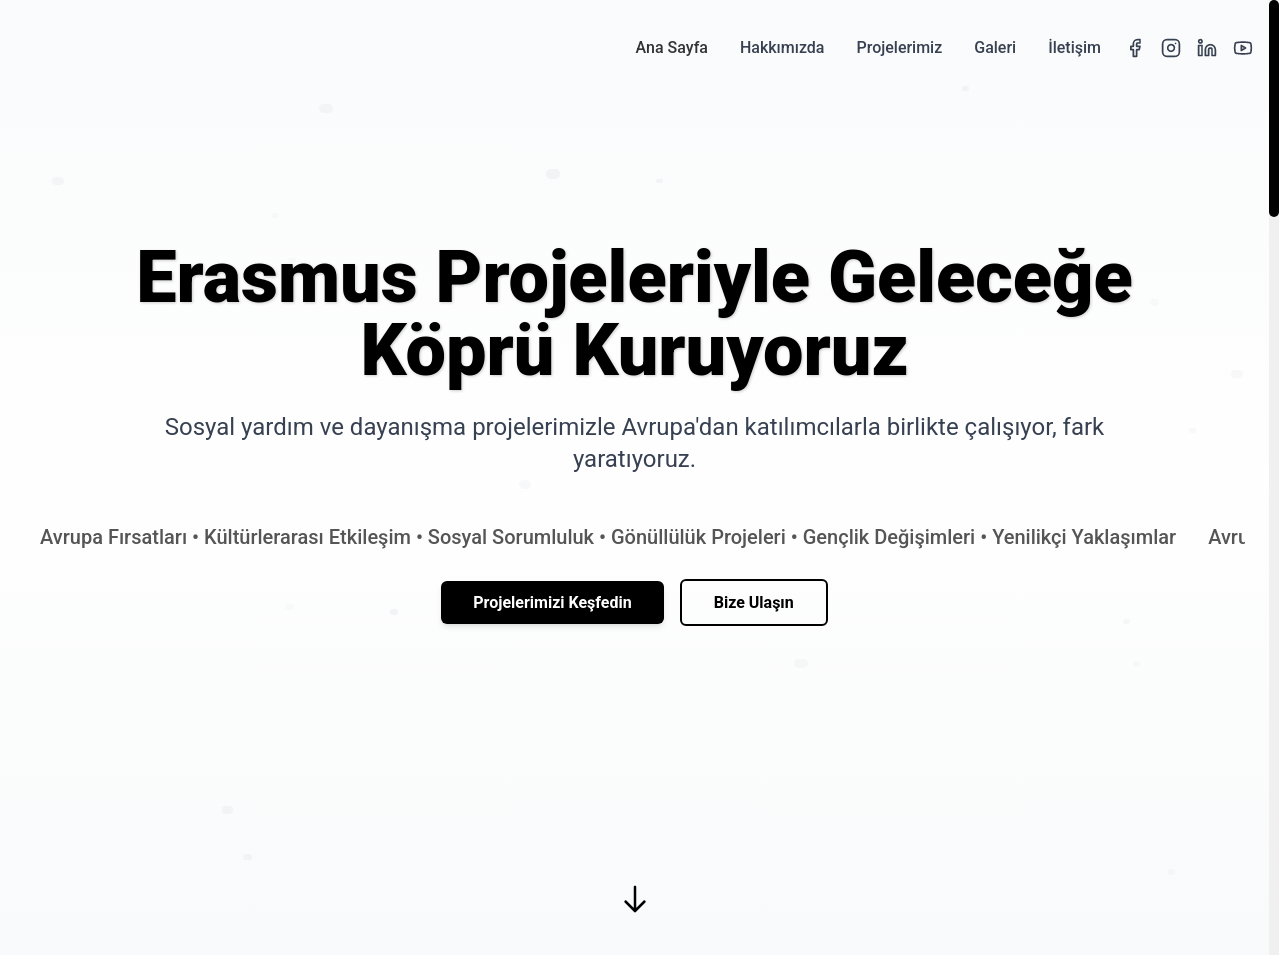 Ana Sayfa Hakkımızda Projelerimiz Galeri İletişim
Erasmus Projeleriyle Geleceğe
Köprü Kuruyoruz
Sosyal yardım ve dayanışma projelerimizle Avrupa'dan katılımcılarla birlikte çalışıyor, fark
yaratıyoruz.
Avrupa Fırsatları • Kültürlerarası Etkileşim • Sosyal Sorumluluk • Gönüllülük Projeleri • Gençlik Değişimleri • Yenilikçi Yaklaşımlar
Projelerimizi Keşfedin Bize Ulaşın